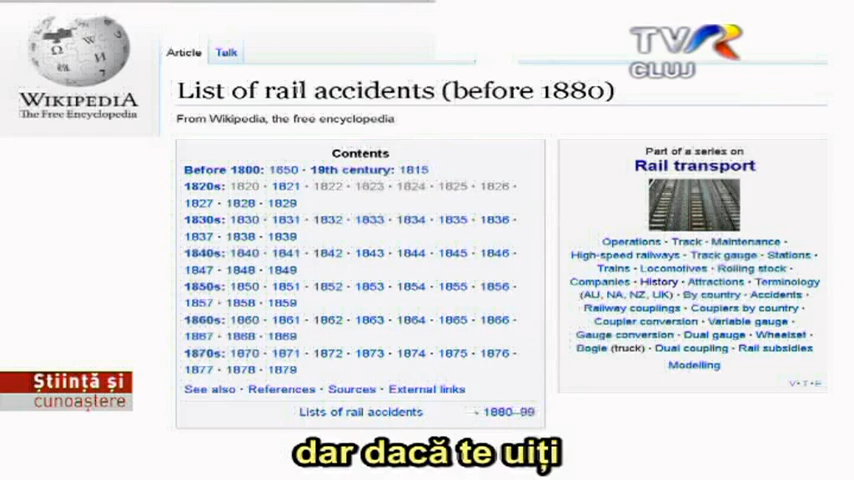 TVR
CLUJ
Article Talk
WIKIPEDIA
The Free Encyclopedia
List of rail accidents (before 1880)
From Wikipedia, the free encyclopedia
Contents
Before 1800: 1650 · 19th century: 1815
1820s: 1820 · 1821 · 1822 · 1823 · 1824 · 1825 · 1826 ·
1827 · 1828 · 1829
1830s: 1830 · 1831 · 1832 · 1833 · 1834 · 1835 · 1836 ·
1837 · 1838 · 1839
1840s: 1840 · 1841 · 1842 · 1843 · 1844 · 1845 · 1846 ·
1847 · 1848 · 1849
1850s: 1850 · 1851 · 1852 · 1853 · 1854 · 1855 · 1856 ·
1857 · 1858 · 1859
1860s: 1860 · 1861 · 1862 · 1863 · 1864 · 1865 · 1866 ·
1867 · 1868 · 1869
1870s: 1870 · 1871 · 1872 · 1873 · 1874 · 1875 · 1876 ·
1877 · 1878 · 1879
See also · References · Sources · External links
Lists of rail accidents → 1880–99
Part of a series on
Rail transport
Operations · Track · Maintenance ·
High-speed railways · Track gauge · Stations ·
Trains · Locomotives · Rolling stock ·
Companies · History · Attractions · Terminology
(AU, NA, NZ, UK) · By country · Accidents ·
Railway couplings · Couplers by country ·
Coupler conversion · Variable gauge ·
Gauge conversion · Dual gauge · Wheelset ·
Bogie (truck) · Dual coupling · Rail subsidies
Modelling
V · T · E
Știință și
cunoaștere
dar dacă te uiți